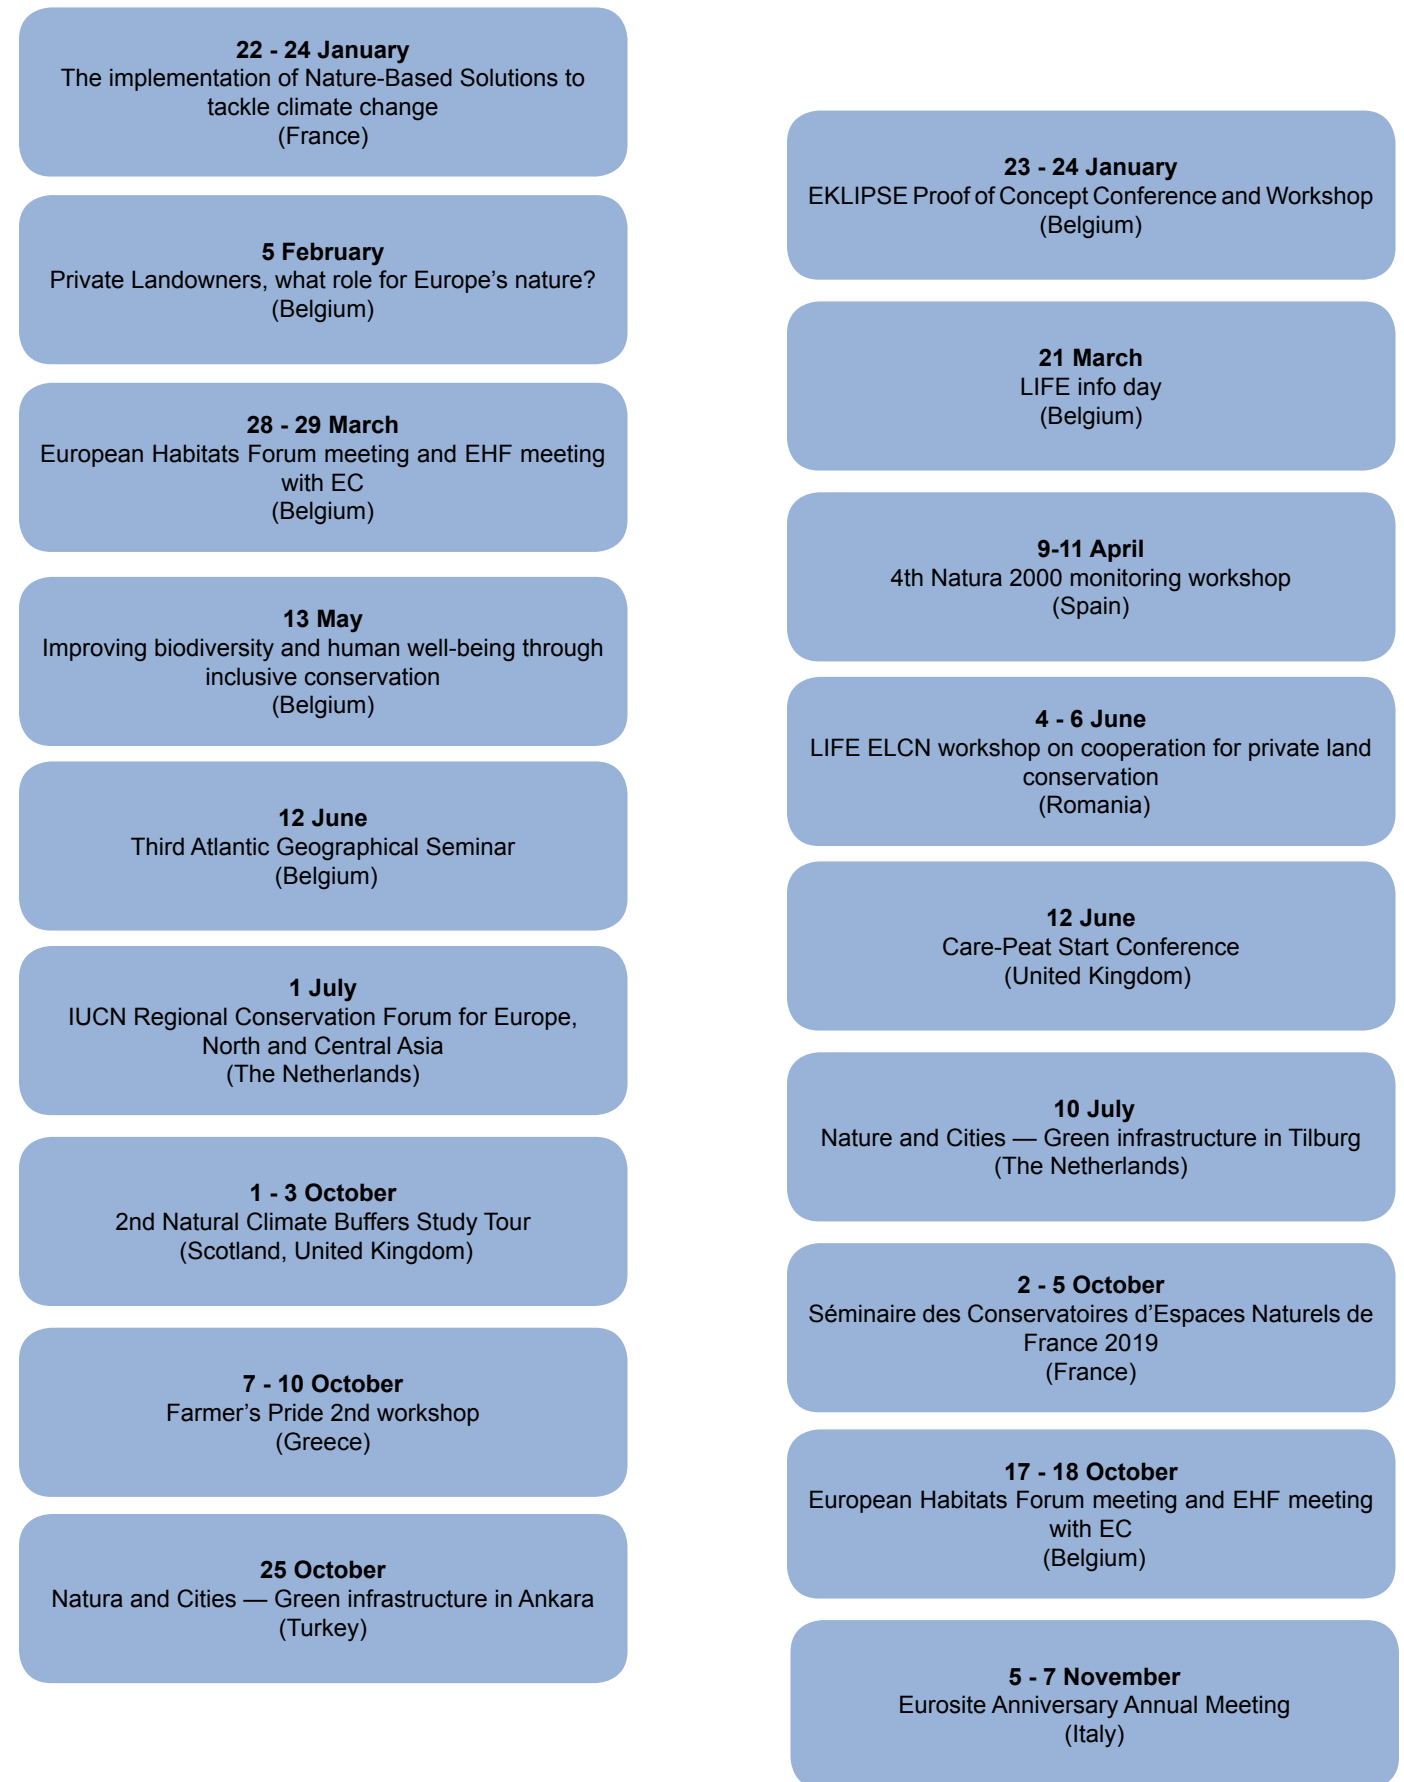 22 - 24 January
The implementation of Nature-Based Solutions to
tackle climate change
(France)
23 - 24 January
EKLIPSE Proof of Concept Conference and Workshop
(Belgium)
5 February
Private Landowners, what role for Europe’s nature?
(Belgium)
21 March
LIFE info day
(Belgium)
28 - 29 March
European Habitats Forum meeting and EHF meeting
with EC
(Belgium)
9-11 April
4th Natura 2000 monitoring workshop
(Spain)
13 May
Improving biodiversity and human well-being through
inclusive conservation
(Belgium)
4 - 6 June
LIFE ELCN workshop on cooperation for private land
conservation
(Romania)
12 June
Third Atlantic Geographical Seminar
(Belgium)
12 June
Care-Peat Start Conference
(United Kingdom)
1 July
IUCN Regional Conservation Forum for Europe,
North and Central Asia
(The Netherlands)
10 July
Nature and Cities — Green infrastructure in Tilburg
(The Netherlands)
1 - 3 October
2nd Natural Climate Buffers Study Tour
(Scotland, United Kingdom)
2 - 5 October
Séminaire des Conservatoires d’Espaces Naturels de
France 2019
(France)
7 - 10 October
Farmer’s Pride 2nd workshop
(Greece)
17 - 18 October
European Habitats Forum meeting and EHF meeting
with EC
(Belgium)
25 October
Natura and Cities — Green infrastructure in Ankara
(Turkey)
5 - 7 November
Eurosite Anniversary Annual Meeting
(Italy)